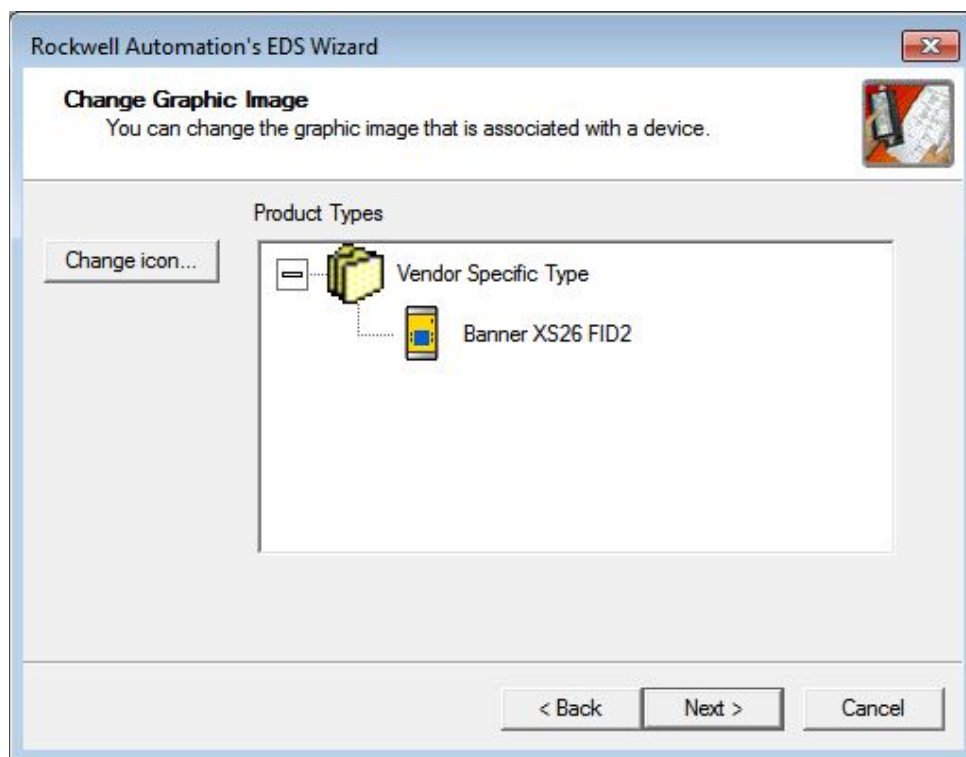 Rockwell Automation's EDS Wizard
Change Graphic Image
You can change the graphic image that is associated with a device.
Product Types
Change icon...
Vendor Specific Type
Banner XS26 FID2
< Back
Next >
Cancel